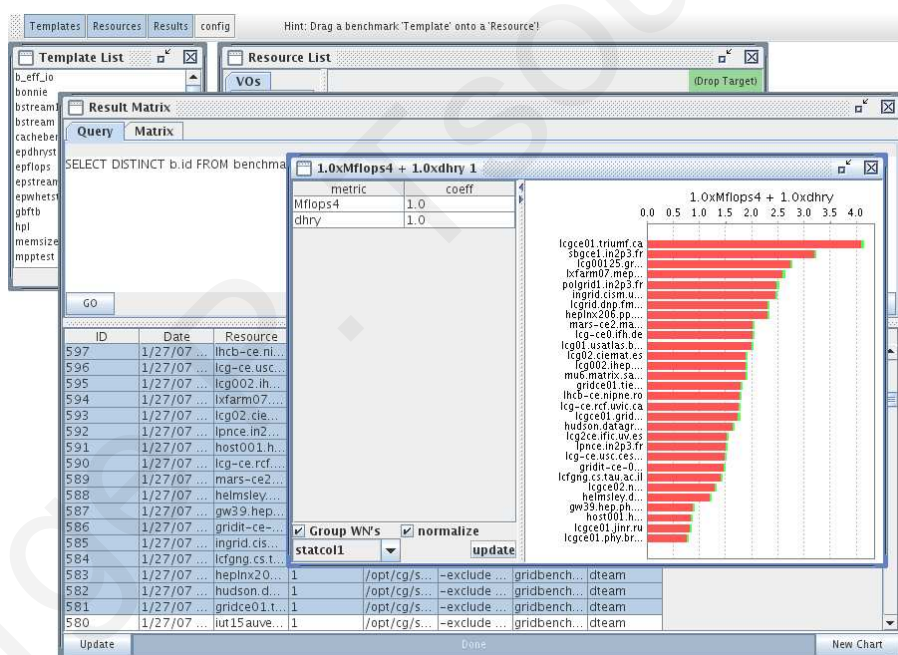 Templates Resources Results config Hint: Drag a benchmark 'Template' onto a 'Resource'!
Template List
b_eff_io
bonnie
bstream1
bstream
cacheben
epdhryst
epflops
epstream
epwhetst
gbftb
hpl
memsize
mpptest
Resource List
VOs
(Drop Target)
Result Matrix
Query Matrix
SELECT DISTINCT b.id FROM benchma
GO
ID Date Resource
597 1/27/07 ... lhcb-ce.ni...
596 1/27/07 ... lcg-ce.usc...
595 1/27/07 ... lcg002.ih...
594 1/27/07 ... lxfarm07....
593 1/27/07 ... lcg02.cie...
592 1/27/07 ... lpnce.in2...
591 1/27/07 ... host001.h...
590 1/27/07 ... lcg-ce.rcf....
589 1/27/07 ... mars-ce2...
588 1/27/07 ... helmsley....
587 1/27/07 ... gw39.hep...
586 1/27/07 ... gridit-ce-...
585 1/27/07 ... ingrid.cis...
584 1/27/07 ... lcfgng.cs.t...
583 1/27/07 ... heplnx20... 1 /opt/cg/s... -exclude ... gridbench... dteam
582 1/27/07 ... hudson.d... 1 /opt/cg/s... -exclude ... gridbench... dteam
581 1/27/07 ... gridce01.t... 1 /opt/cg/s... -exclude ... gridbench... dteam
580 1/27/07 ... iut15auve... 1 /opt/cg/s... -exclude ... gridbench... dteam
Update Done New Chart
1.0xMflops4 + 1.0xdhry 1
metric coeff
Mflops4 1.0
dhry 1.0
Group WN's normalize
statcol1 update
1.0xMflops4 + 1.0xdhry
0.0 0.5 1.0 1.5 2.0 2.5 3.0 3.5 4.0
lcgce01.triumf.ca
sbgce1.in2p3.fr
lcg00125.gr...
lxfarm07.mep...
polgrid1.in2p3.fr
ingrid.cism.u...
lcgrid.dnp.fm...
heplnx206.pp....
mars-ce2.ma...
lcg-ce0.ifh.de
lcg01.usatlas.b...
lcg02.ciemat.es
lcg002.ihep....
mu6.matrix.sa...
gridce01.tie...
lhcb-ce.nipne.ro
lcg-ce.rcf.uvic.ca
lcgce01.grid...
hudson.datagr...
lcg2ce.ific.uv.es
lpnce.in2p3.fr
lcg-ce.usc.ces...
gridit-ce-0...
lcfgng.cs.tau.ac.il
lcgce02.n...
helmsley.d...
gw39.hep.ph....
host001.h...
lcgce01.jinr.ru
lcgce01.phy.br...